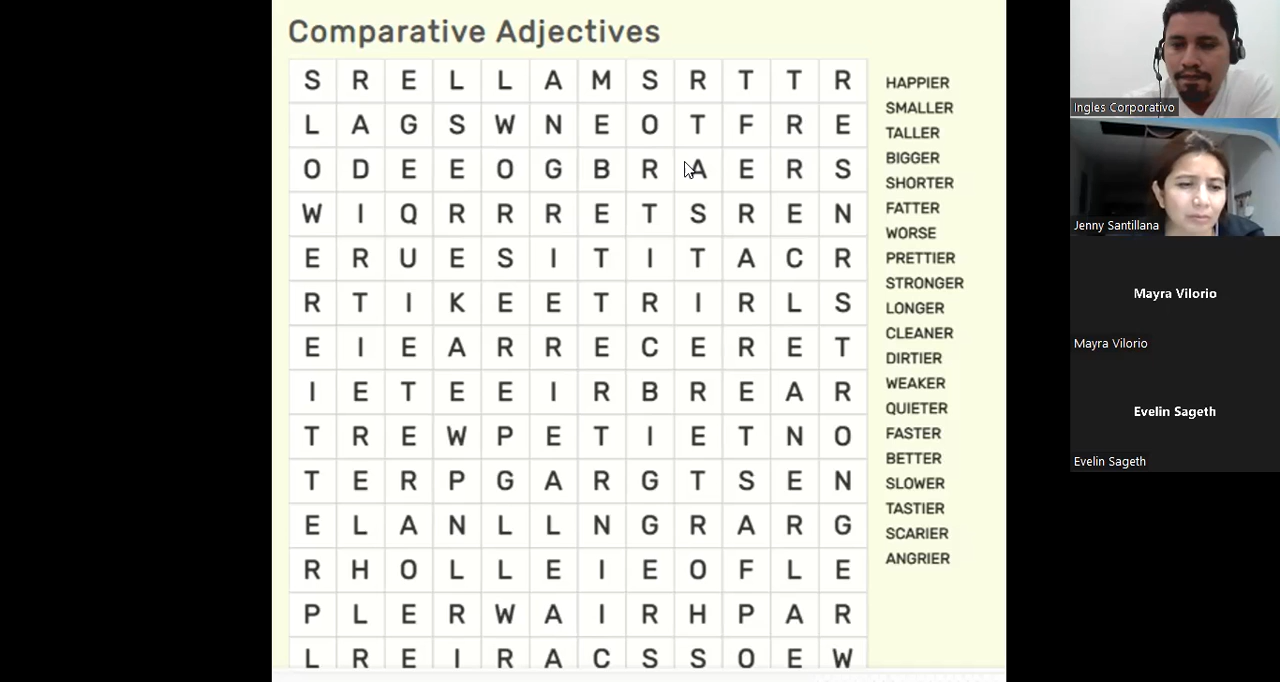 Comparative Adjectives
S R E L L A M S R T T R
L A G S W N E O T F R E
O D E E O G B R A E R S
W I Q R R R E T S R E N
E R U E S I T I T A C R
R T I K E E T R I R L S
E I E A R R E C E R E T
I E T E E I R B R E A R
T R E W P E T I E T N O
T E R P G A R G T S E N
E L A N L L N G R A R G
R H O L L E I E O F L E
P L E R W A I R H P A R
L R E I R A C S S O E W
HAPPIER
SMALLER
TALLER
BIGGER
SHORTER
FATTER
WORSE
PRETTIER
STRONGER
LONGER
CLEANER
DIRTIER
WEAKER
QUIETER
FASTER
BETTER
SLOWER
TASTIER
SCARIER
ANGRIER
Ingles Corporativo
Jenny Santillana
Mayra Vilorio
Mayra Vilorio
Evelin Sageth
Evelin Sageth